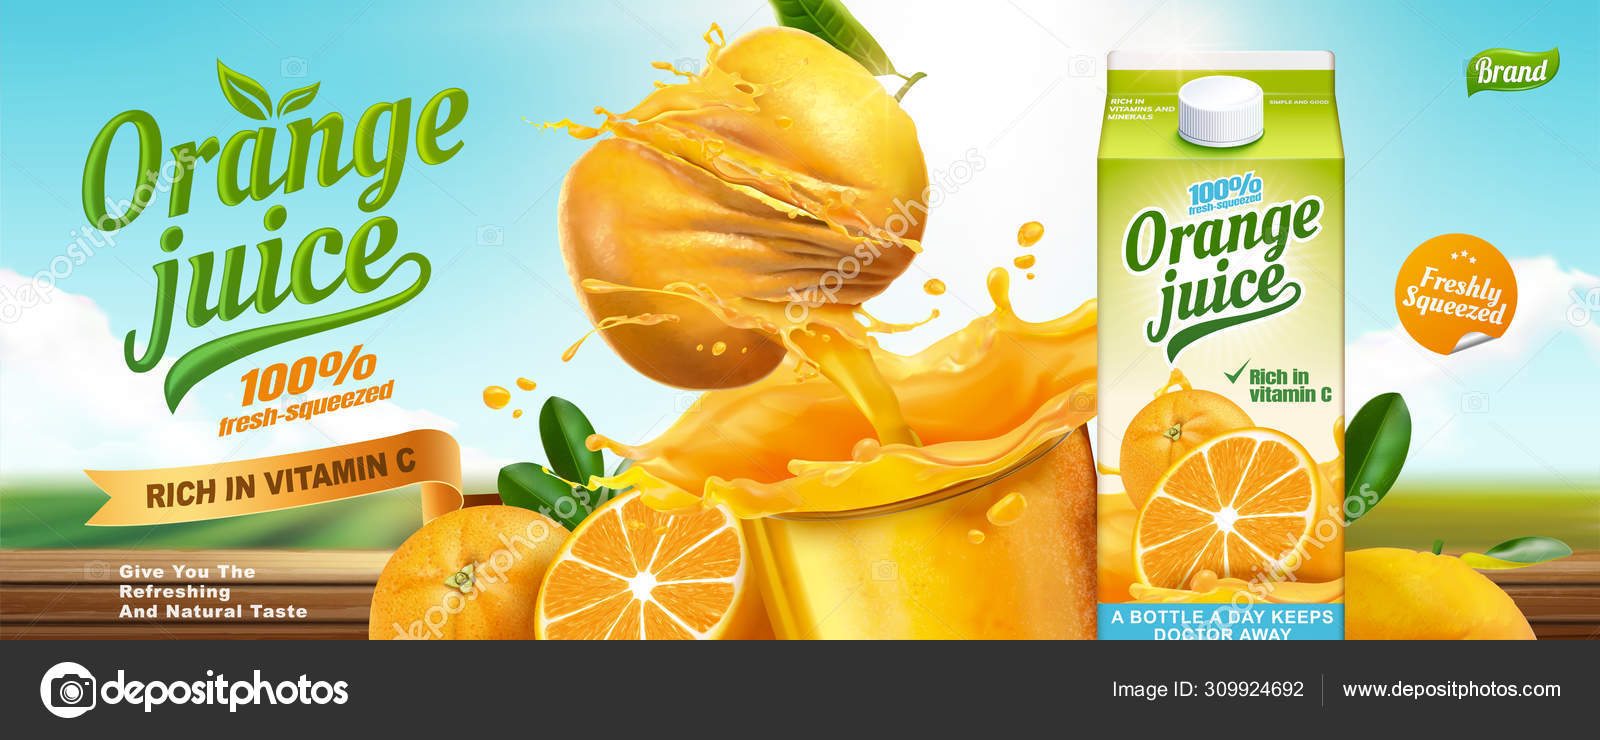 Orange
juice
100%
fresh-squeezed
RICH IN VITAMIN C
Give You The
Refreshing
And Natural Taste
RICH IN
VITAMINS AND
MINERALS
SIMPLE AND GOOD
100%
fresh-squeezed
Orange
juice
Rich in
vitamin C
A BOTTLE A DAY KEEPS
DOCTOR AWAY
Brand
Freshly
Squeezed
depositphotos
Image ID: 309924692
www.depositphotos.com